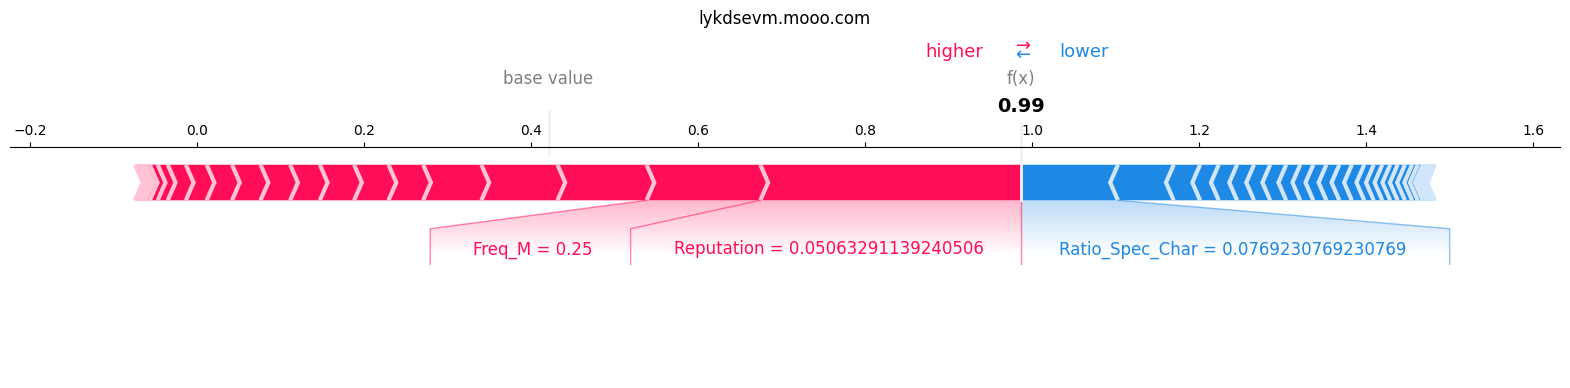 lykdsevm.mooo.com
higher → ← lower
base value f(x)
0.99
−0.2 0.0 0.2 0.4 0.6 0.8 1.0 1.2 1.4 1.6
Freq_M = 0.25 Reputation = 0.05063291139240506 Ratio_Spec_Char = 0.0769230769230769